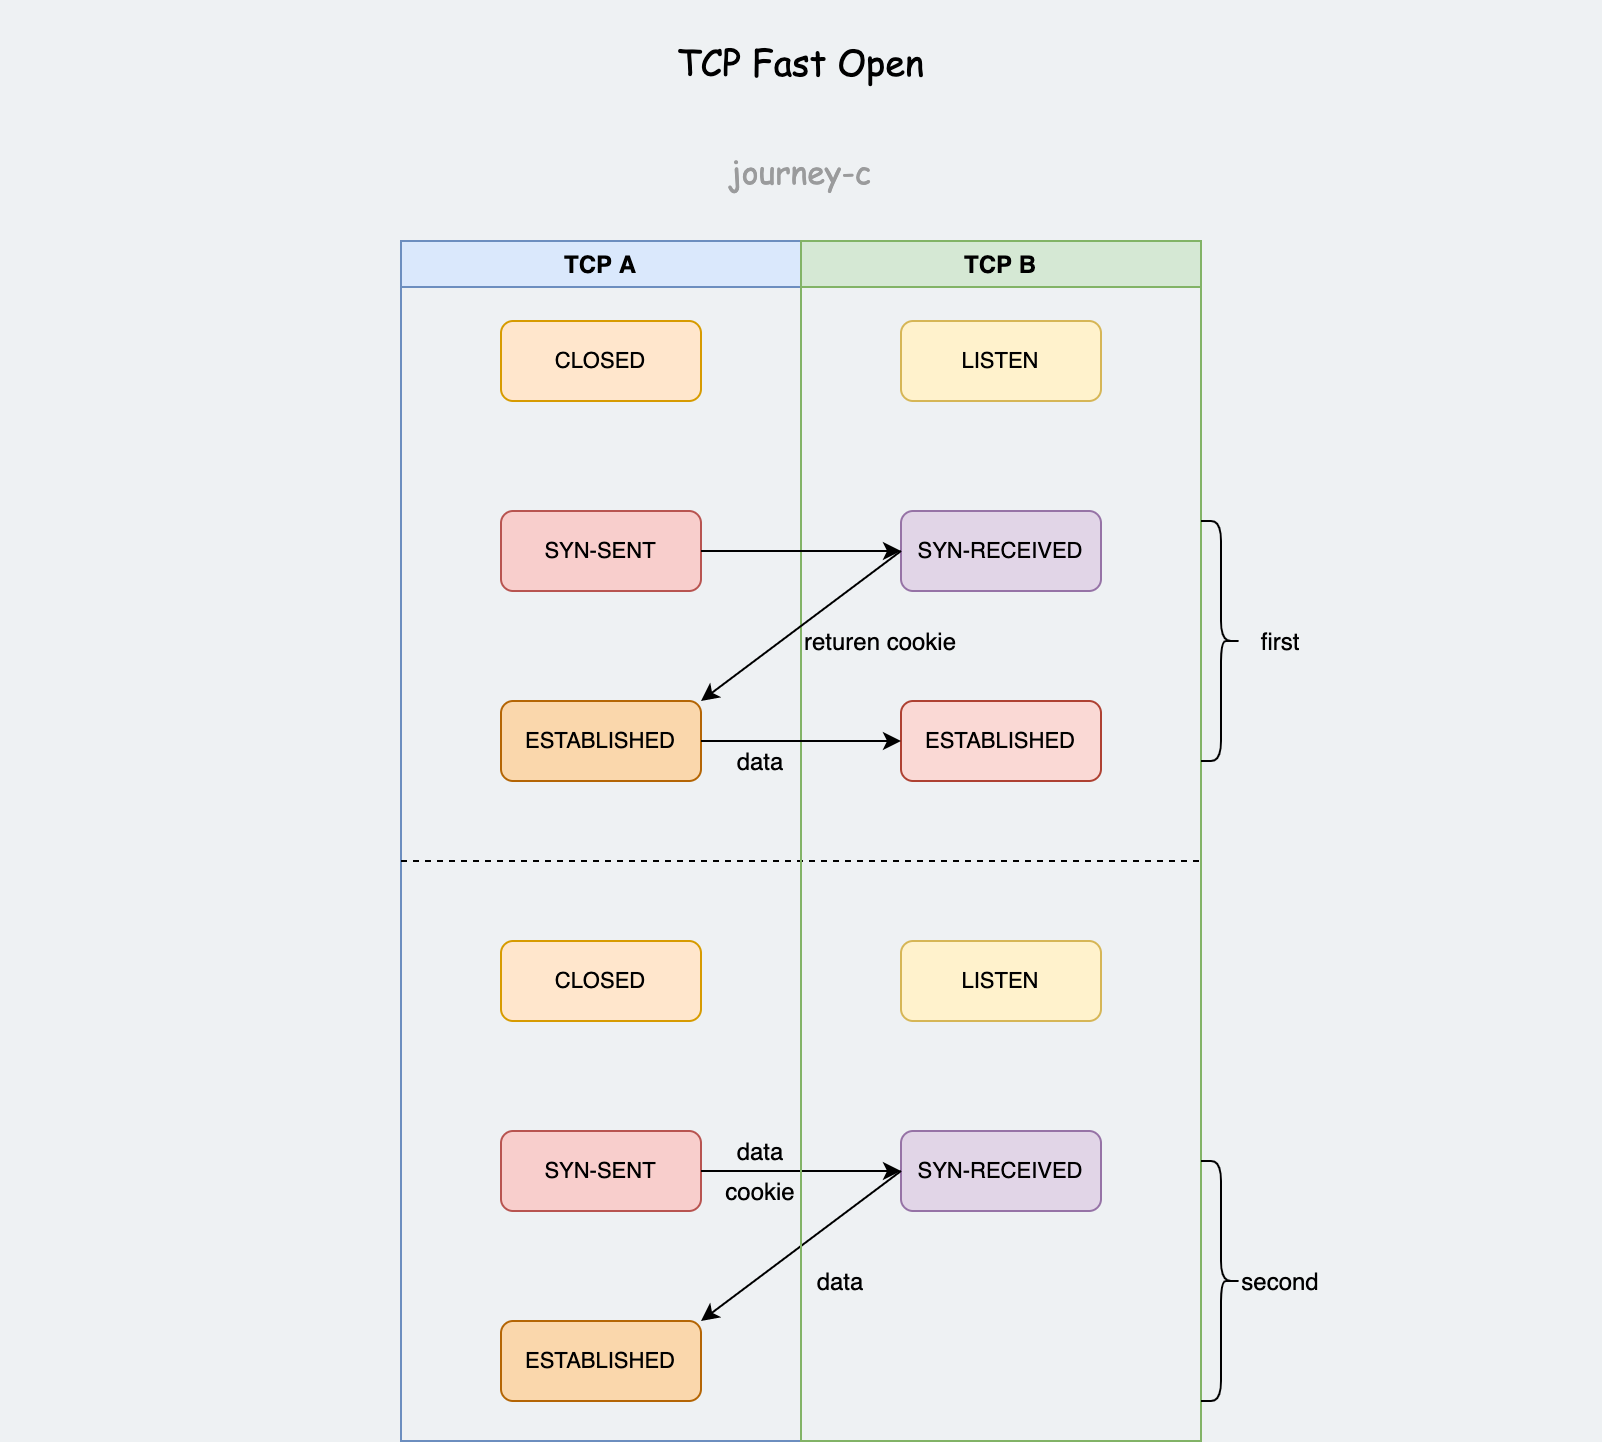 TCP Fast Open
journey-c
TCP A
TCP B
CLOSED
LISTEN
SYN-SENT
SYN-RECEIVED
returen cookie
first
ESTABLISHED
data
ESTABLISHED
CLOSED
LISTEN
SYN-SENT
data
cookie
SYN-RECEIVED
data
second
ESTABLISHED